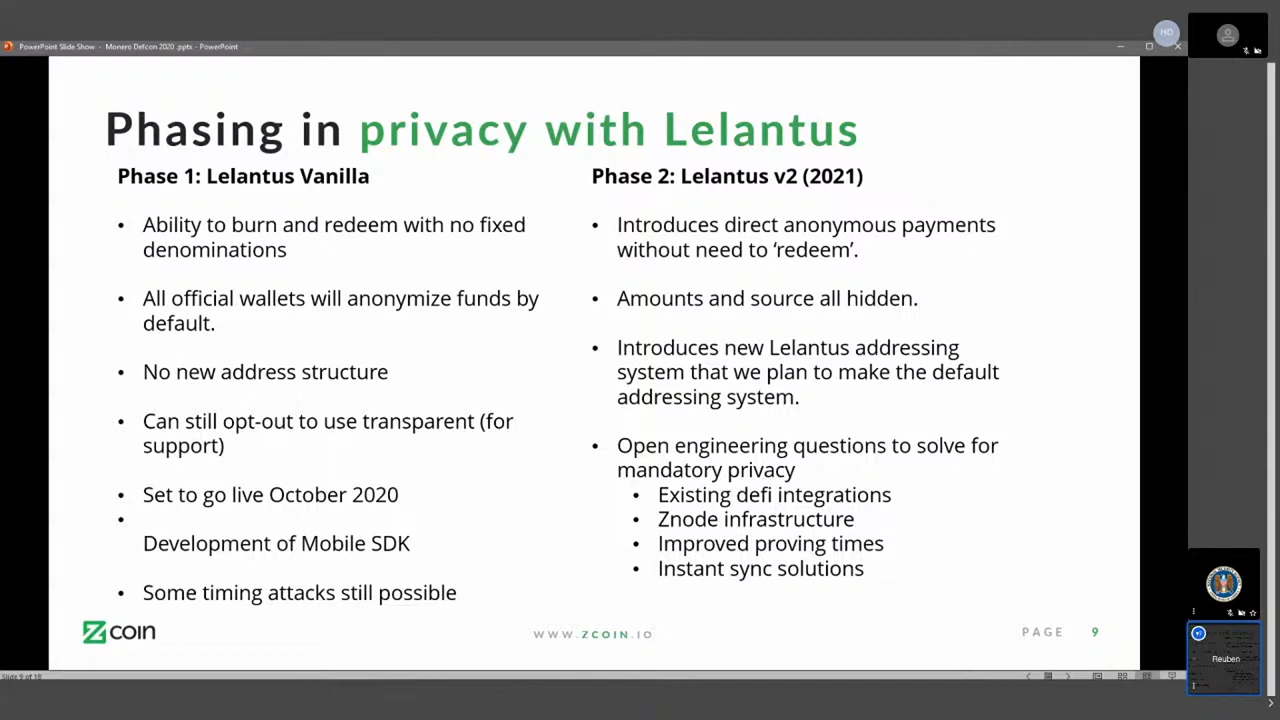 HD
PowerPoint Slide Show - Monero Defcon 2020 .pptx - PowerPoint
Phasing in privacy with Lelantus
Phase 1: Lelantus Vanilla
• Ability to burn and redeem with no fixed
denominations
• All official wallets will anonymize funds by
default.
• No new address structure
• Can still opt-out to use transparent (for
support)
• Set to go live October 2020
•
Development of Mobile SDK
• Some timing attacks still possible
Phase 2: Lelantus v2 (2021)
• Introduces direct anonymous payments
without need to ‘redeem’.
• Amounts and source all hidden.
• Introduces new Lelantus addressing
system that we plan to make the default
addressing system.
• Open engineering questions to solve for
mandatory privacy
• Existing defi integrations
• Znode infrastructure
• Improved proving times
• Instant sync solutions
Zcoin
WWW.ZCOIN.IO
PAGE 9
Reuben
Slide 9 of 18